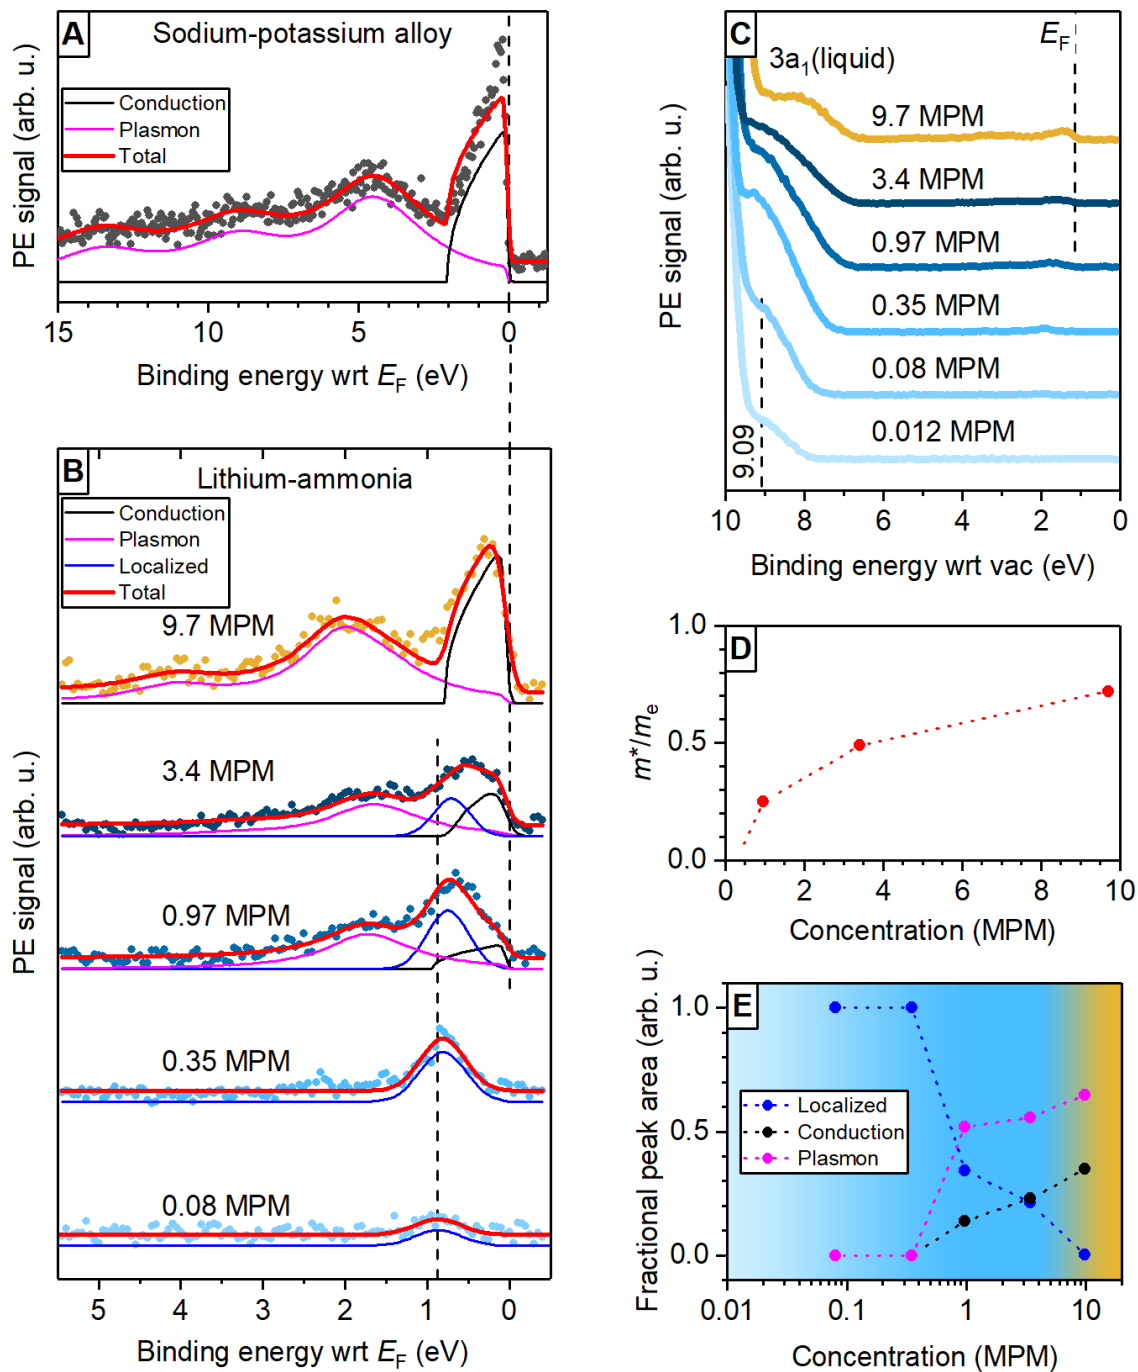 A
Sodium-potassium alloy
Conduction
Plasmon
Total
PE signal (arb. u.)
15 10 5 0
Binding energy wrt E_F (eV)
B
Lithium-ammonia
Conduction
Plasmon
Localized
Total
9.7 MPM
3.4 MPM
0.97 MPM
0.35 MPM
0.08 MPM
PE signal (arb. u.)
5 4 3 2 1 0
Binding energy wrt E_F (eV)
C
E_F
3a₁(liquid)
9.7 MPM
3.4 MPM
0.97 MPM
0.35 MPM
0.08 MPM
0.012 MPM
9.09
PE signal (arb. u.)
10 8 6 4 2 0
Binding energy wrt vac (eV)
D
1.0
0.5
0.0
m*/m_e
0 2 4 6 8 10
Concentration (MPM)
E
1.0
0.5
0.0
Localized
Conduction
Plasmon
Fractional peak area (arb. u.)
0.01 0.1 1 10
Concentration (MPM)